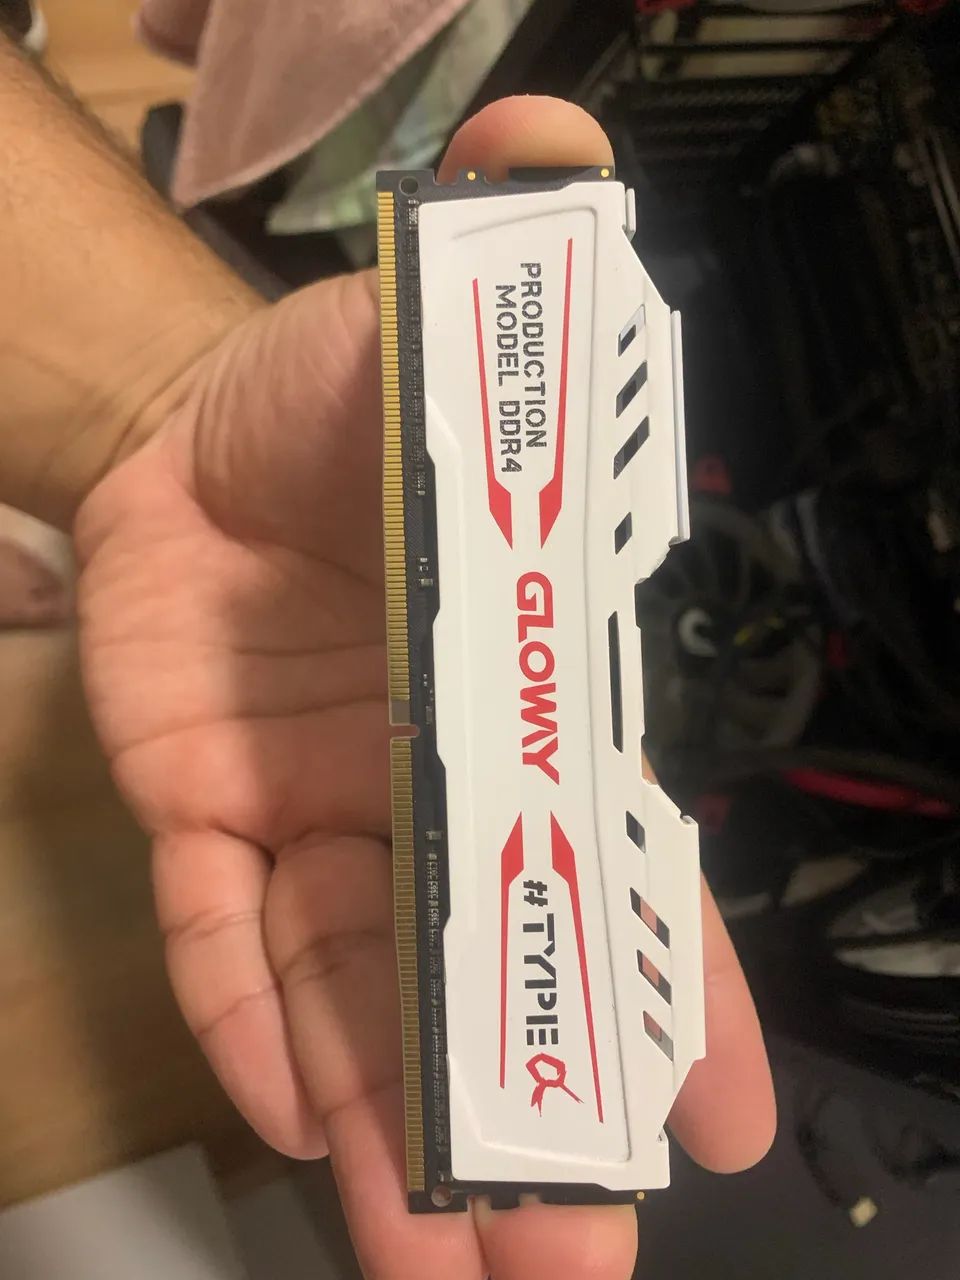 PRODUCTION
MODEL DDR4
GLOWY
#TYPE α